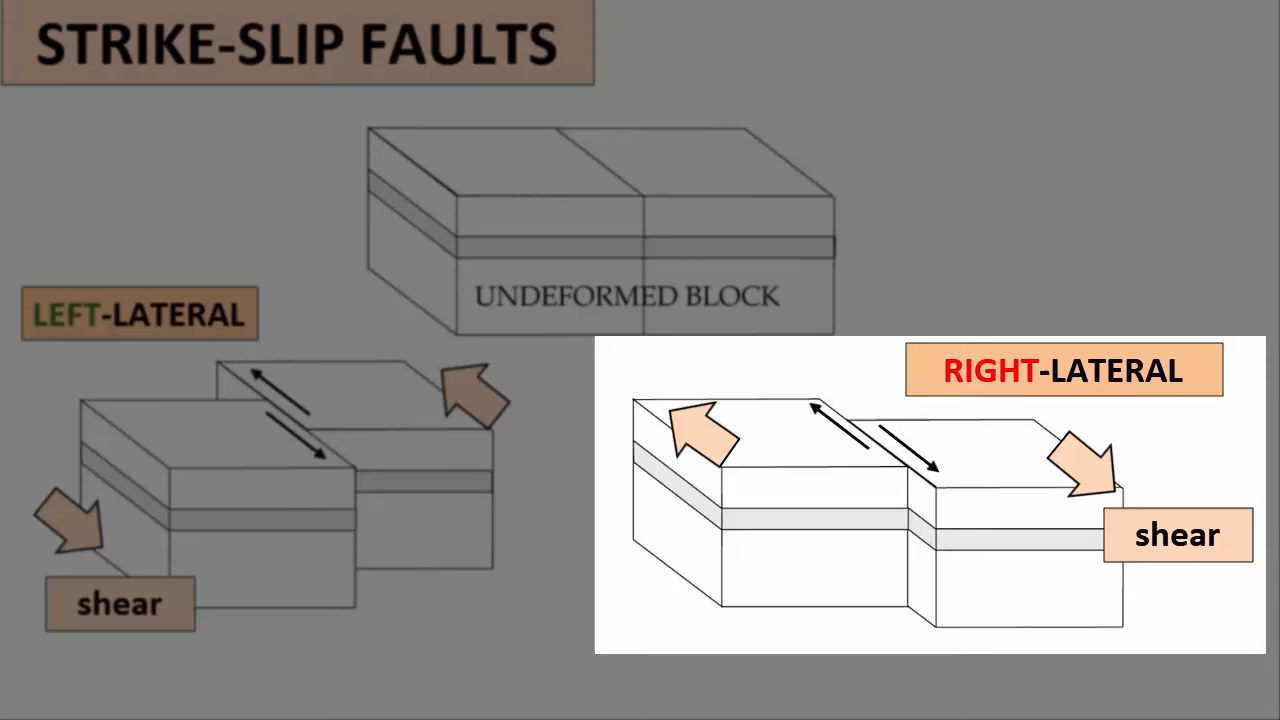 STRIKE-SLIP FAULTS
UNDEFORMED BLOCK
LEFT-LATERAL
RIGHT-LATERAL
shear
shear